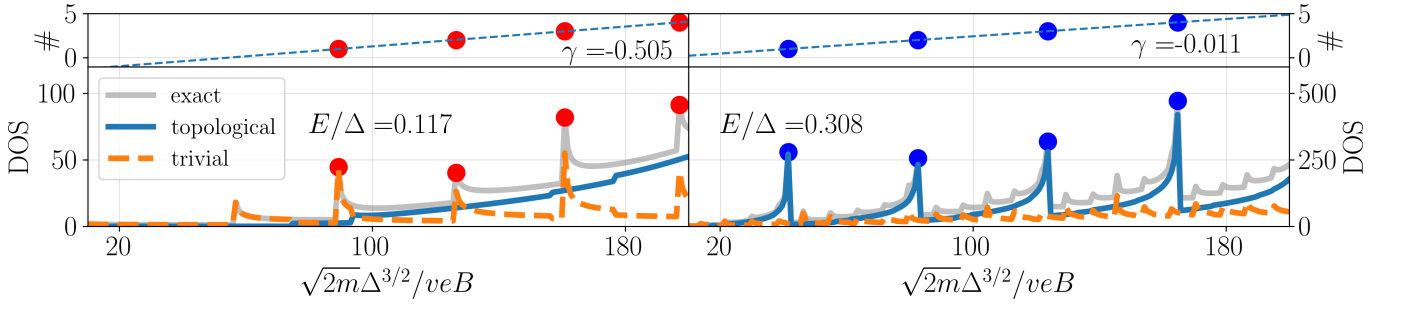 5
#
0
γ =-0.505
5
#
0
γ =-0.011
100
DOS
50
0
exact
topological
trivial
E/Δ =0.117
E/Δ =0.308
500
250
DOS
0
20 100 180
20 100 180
√2mΔ^{3/2}/veB
√2mΔ^{3/2}/veB